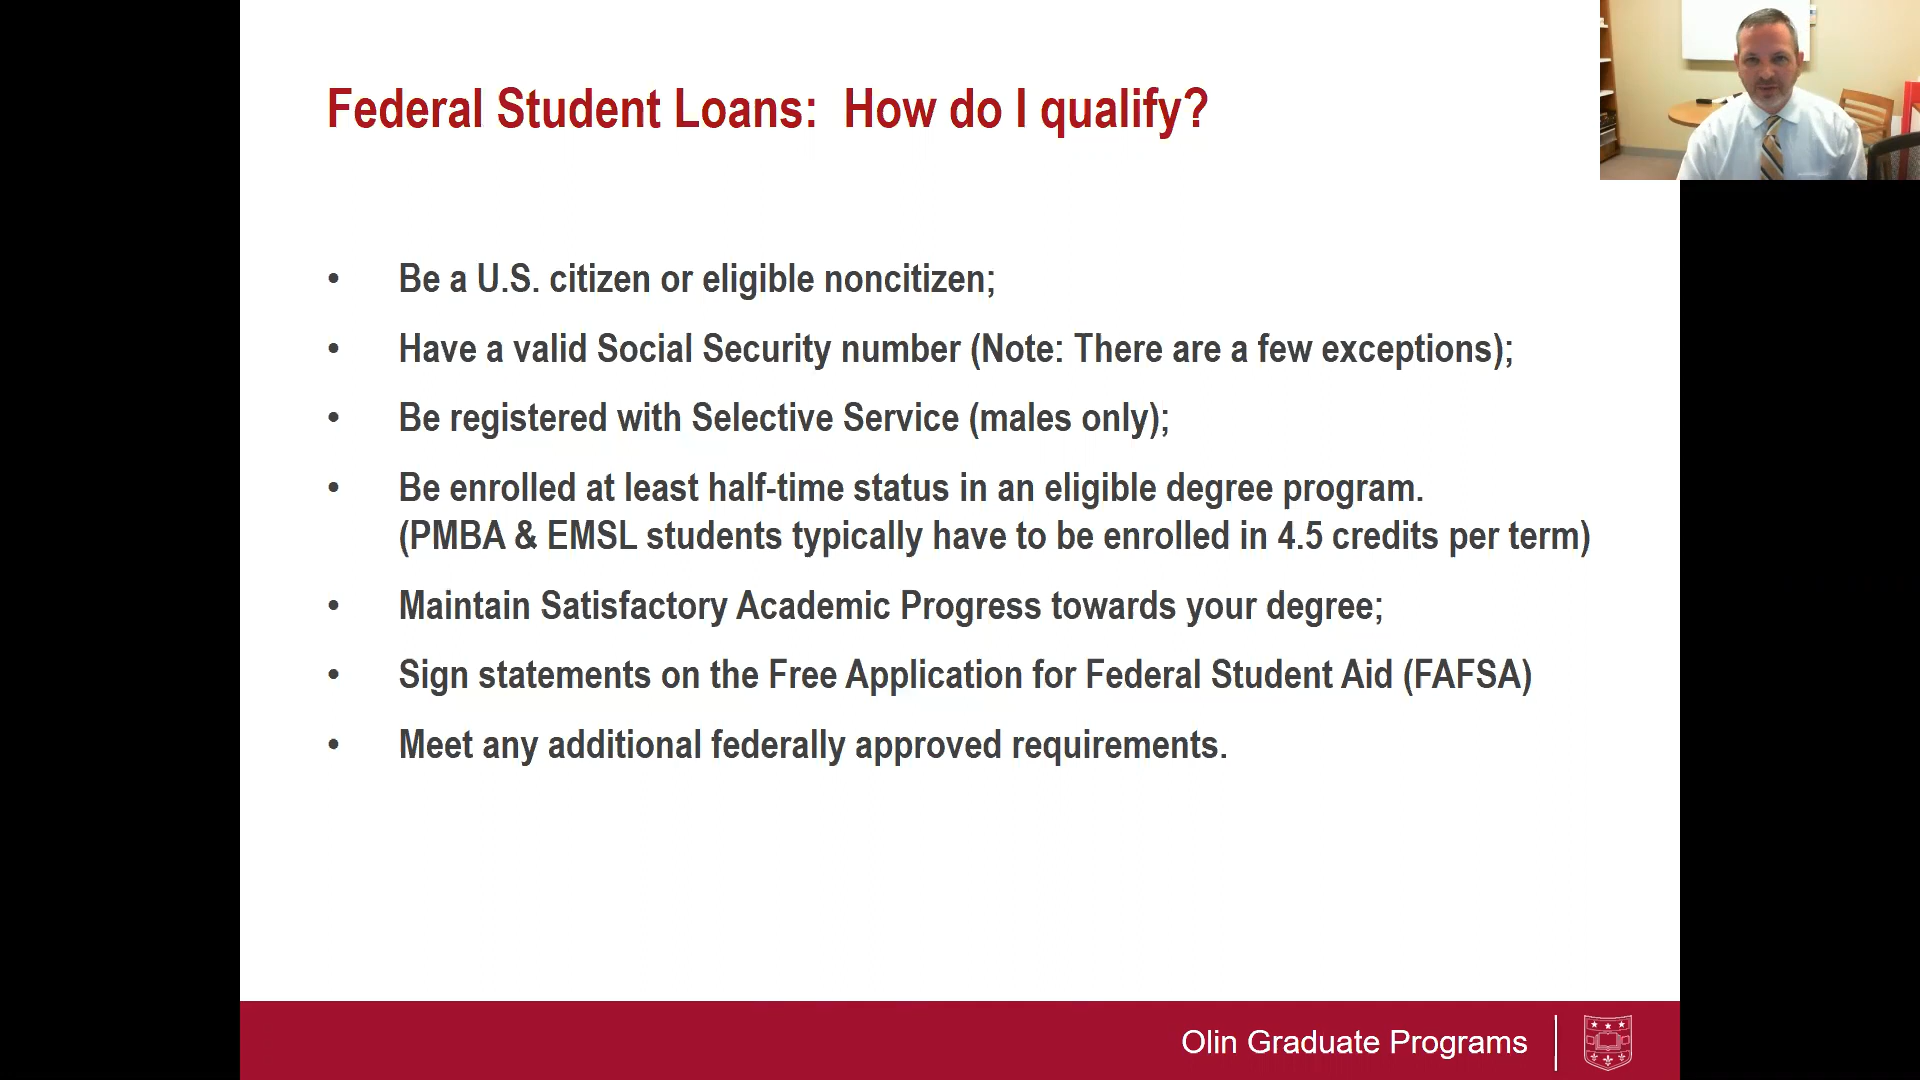 Federal Student Loans:  How do I qualify?
• Be a U.S. citizen or eligible noncitizen;
• Have a valid Social Security number (Note: There are a few exceptions);
• Be registered with Selective Service (males only);
• Be enrolled at least half-time status in an eligible degree program.
(PMBA & EMSL students typically have to be enrolled in 4.5 credits per term)
• Maintain Satisfactory Academic Progress towards your degree;
• Sign statements on the Free Application for Federal Student Aid (FAFSA)
• Meet any additional federally approved requirements.
Olin Graduate Programs